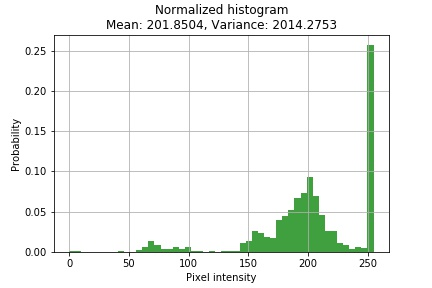 Normalized histogram
Mean: 201.8504, Variance: 2014.2753
0.25
0.20
0.15
0.10
0.05
0.00
Probability
0 50 100 150 200 250
Pixel intensity